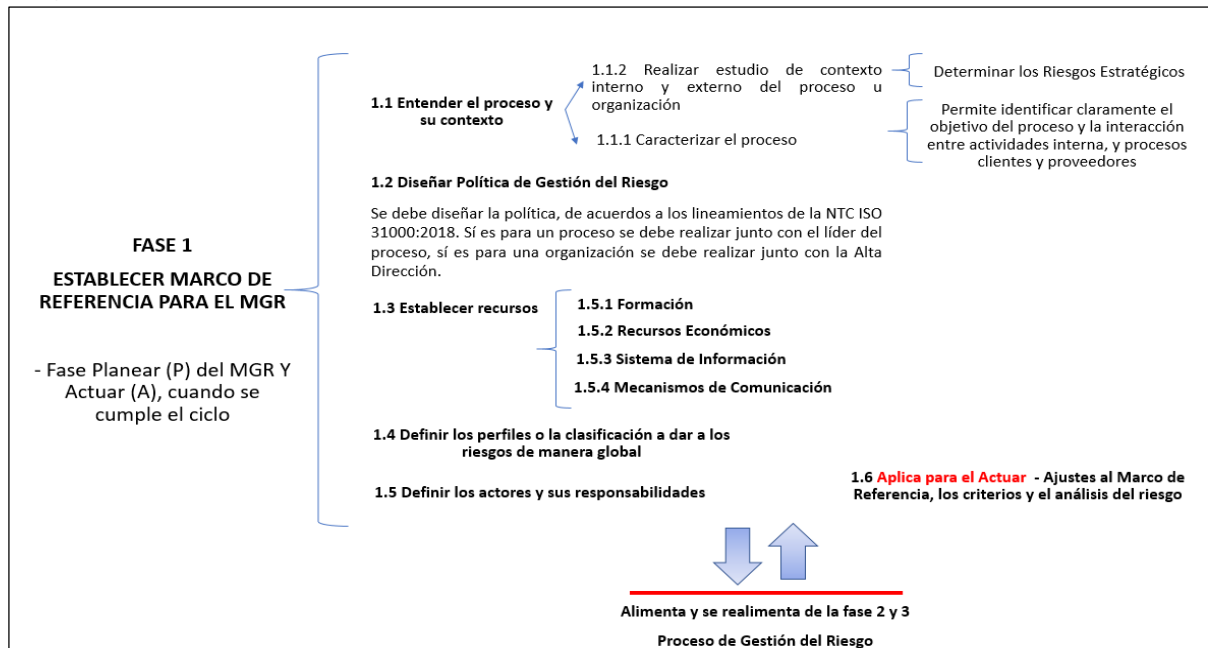 FASE 1
ESTABLECER MARCO DE
REFERENCIA PARA EL MGR
- Fase Planear (P) del MGR Y
Actuar (A), cuando se
cumple el ciclo
1.1 Entender el proceso y
su contexto
1.1.2 Realizar estudio de contexto
interno y externo del proceso u
organización
Determinar los Riesgos Estratégicos
1.1.1 Caracterizar el proceso
Permite identificar claramente el
objetivo del proceso y la interacción
entre actividades interna, y procesos
clientes y proveedores
1.2 Diseñar Política de Gestión del Riesgo
Se debe diseñar la política, de acuerdos a los lineamientos de la NTC ISO
31000:2018. Sí es para un proceso se debe realizar junto con el líder del
proceso, sí es para una organización se debe realizar junto con la Alta
Dirección.
1.3 Establecer recursos
1.5.1 Formación
1.5.2 Recursos Económicos
1.5.3 Sistema de Información
1.5.4 Mecanismos de Comunicación
1.4 Definir los perfiles o la clasificación a dar a los
riesgos de manera global
1.5 Definir los actores y sus responsabilidades
1.6 Aplica para el Actuar - Ajustes al Marco de
Referencia, los criterios y el análisis del riesgo
Alimenta y se realimenta de la fase 2 y 3
Proceso de Gestión del Riesgo